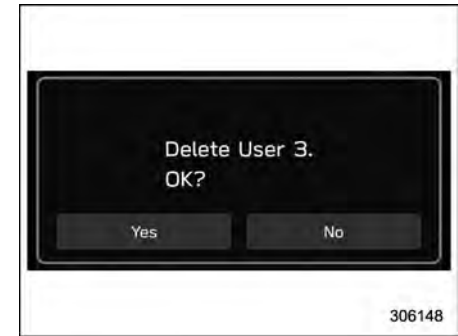 Delete User 3.
OK?
Yes
No
306148